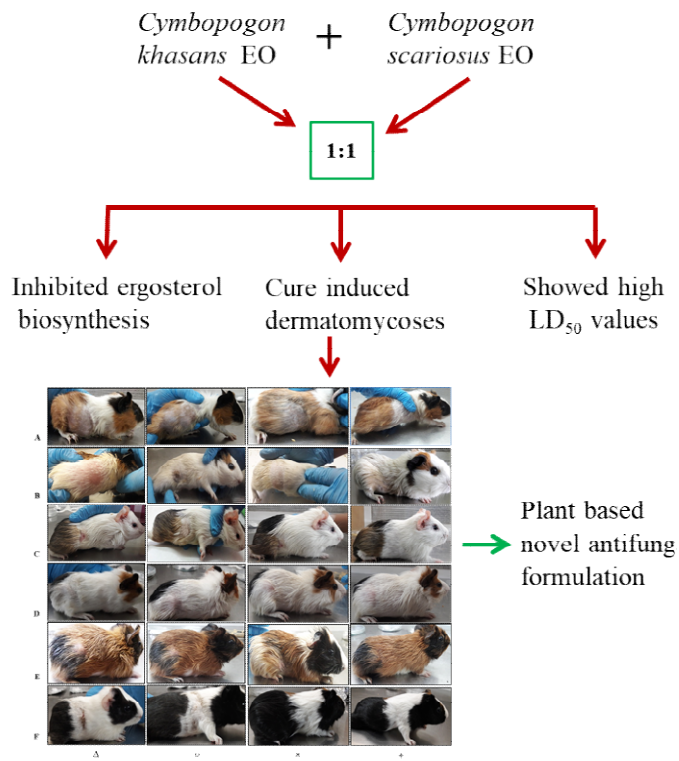 Cymbopogon
khasans EO
+
Cymbopogon
scariosus EO
1:1
Inhibited ergosterol
biosynthesis
Cure induced
dermatomycoses
Showed high
LD₅₀ values
A
B
C
D
E
F
Plant based
novel antifung
formulation
Δ
+